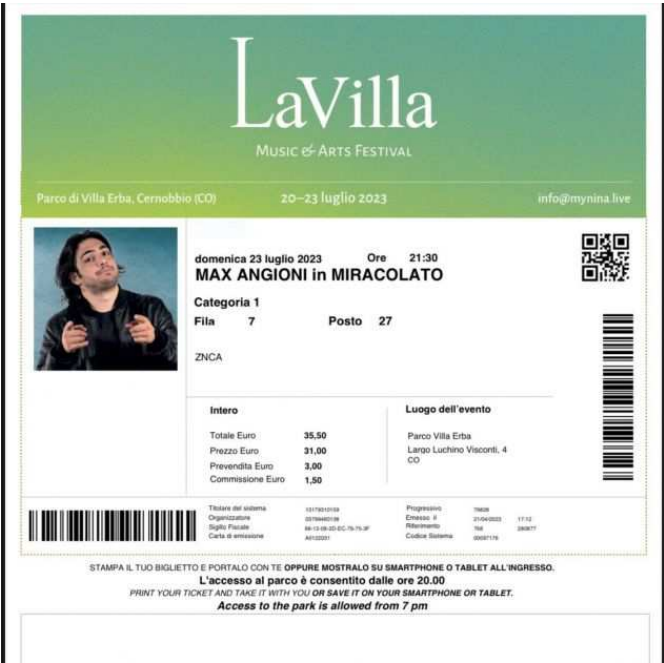 LaVilla
MUSIC & ARTS FESTIVAL
Parco di Villa Erba, Cernobbio (CO) 20–23 luglio 2023 info@mynina.live
domenica 23 luglio 2023 Ore 21:30
MAX ANGIONI in MIRACOLATO
Categoria 1
Fila 7 Posto 27
ZNCA
Intero
Totale Euro 35,50
Prezzo Euro 31,00
Prevendita Euro 3,00
Commissione Euro 1,50
Luogo dell'evento
Parco Villa Erba
Largo Luchino Visconti, 4
CO
Titolare del sistema
Organizzatore
Sigillo Fiscale
Carta di emissione
Progressivo
Emesso il 21/04/2023 17:12
Riferimento
Codice Sistema
STAMPA IL TUO BIGLIETTO E PORTALO CON TE OPPURE MOSTRALO SU SMARTPHONE O TABLET ALL'INGRESSO.
L'accesso al parco è consentito dalle ore 20.00
PRINT YOUR TICKET AND TAKE IT WITH YOU OR SAVE IT ON YOUR SMARTPHONE OR TABLET.
Access to the park is allowed from 7 pm